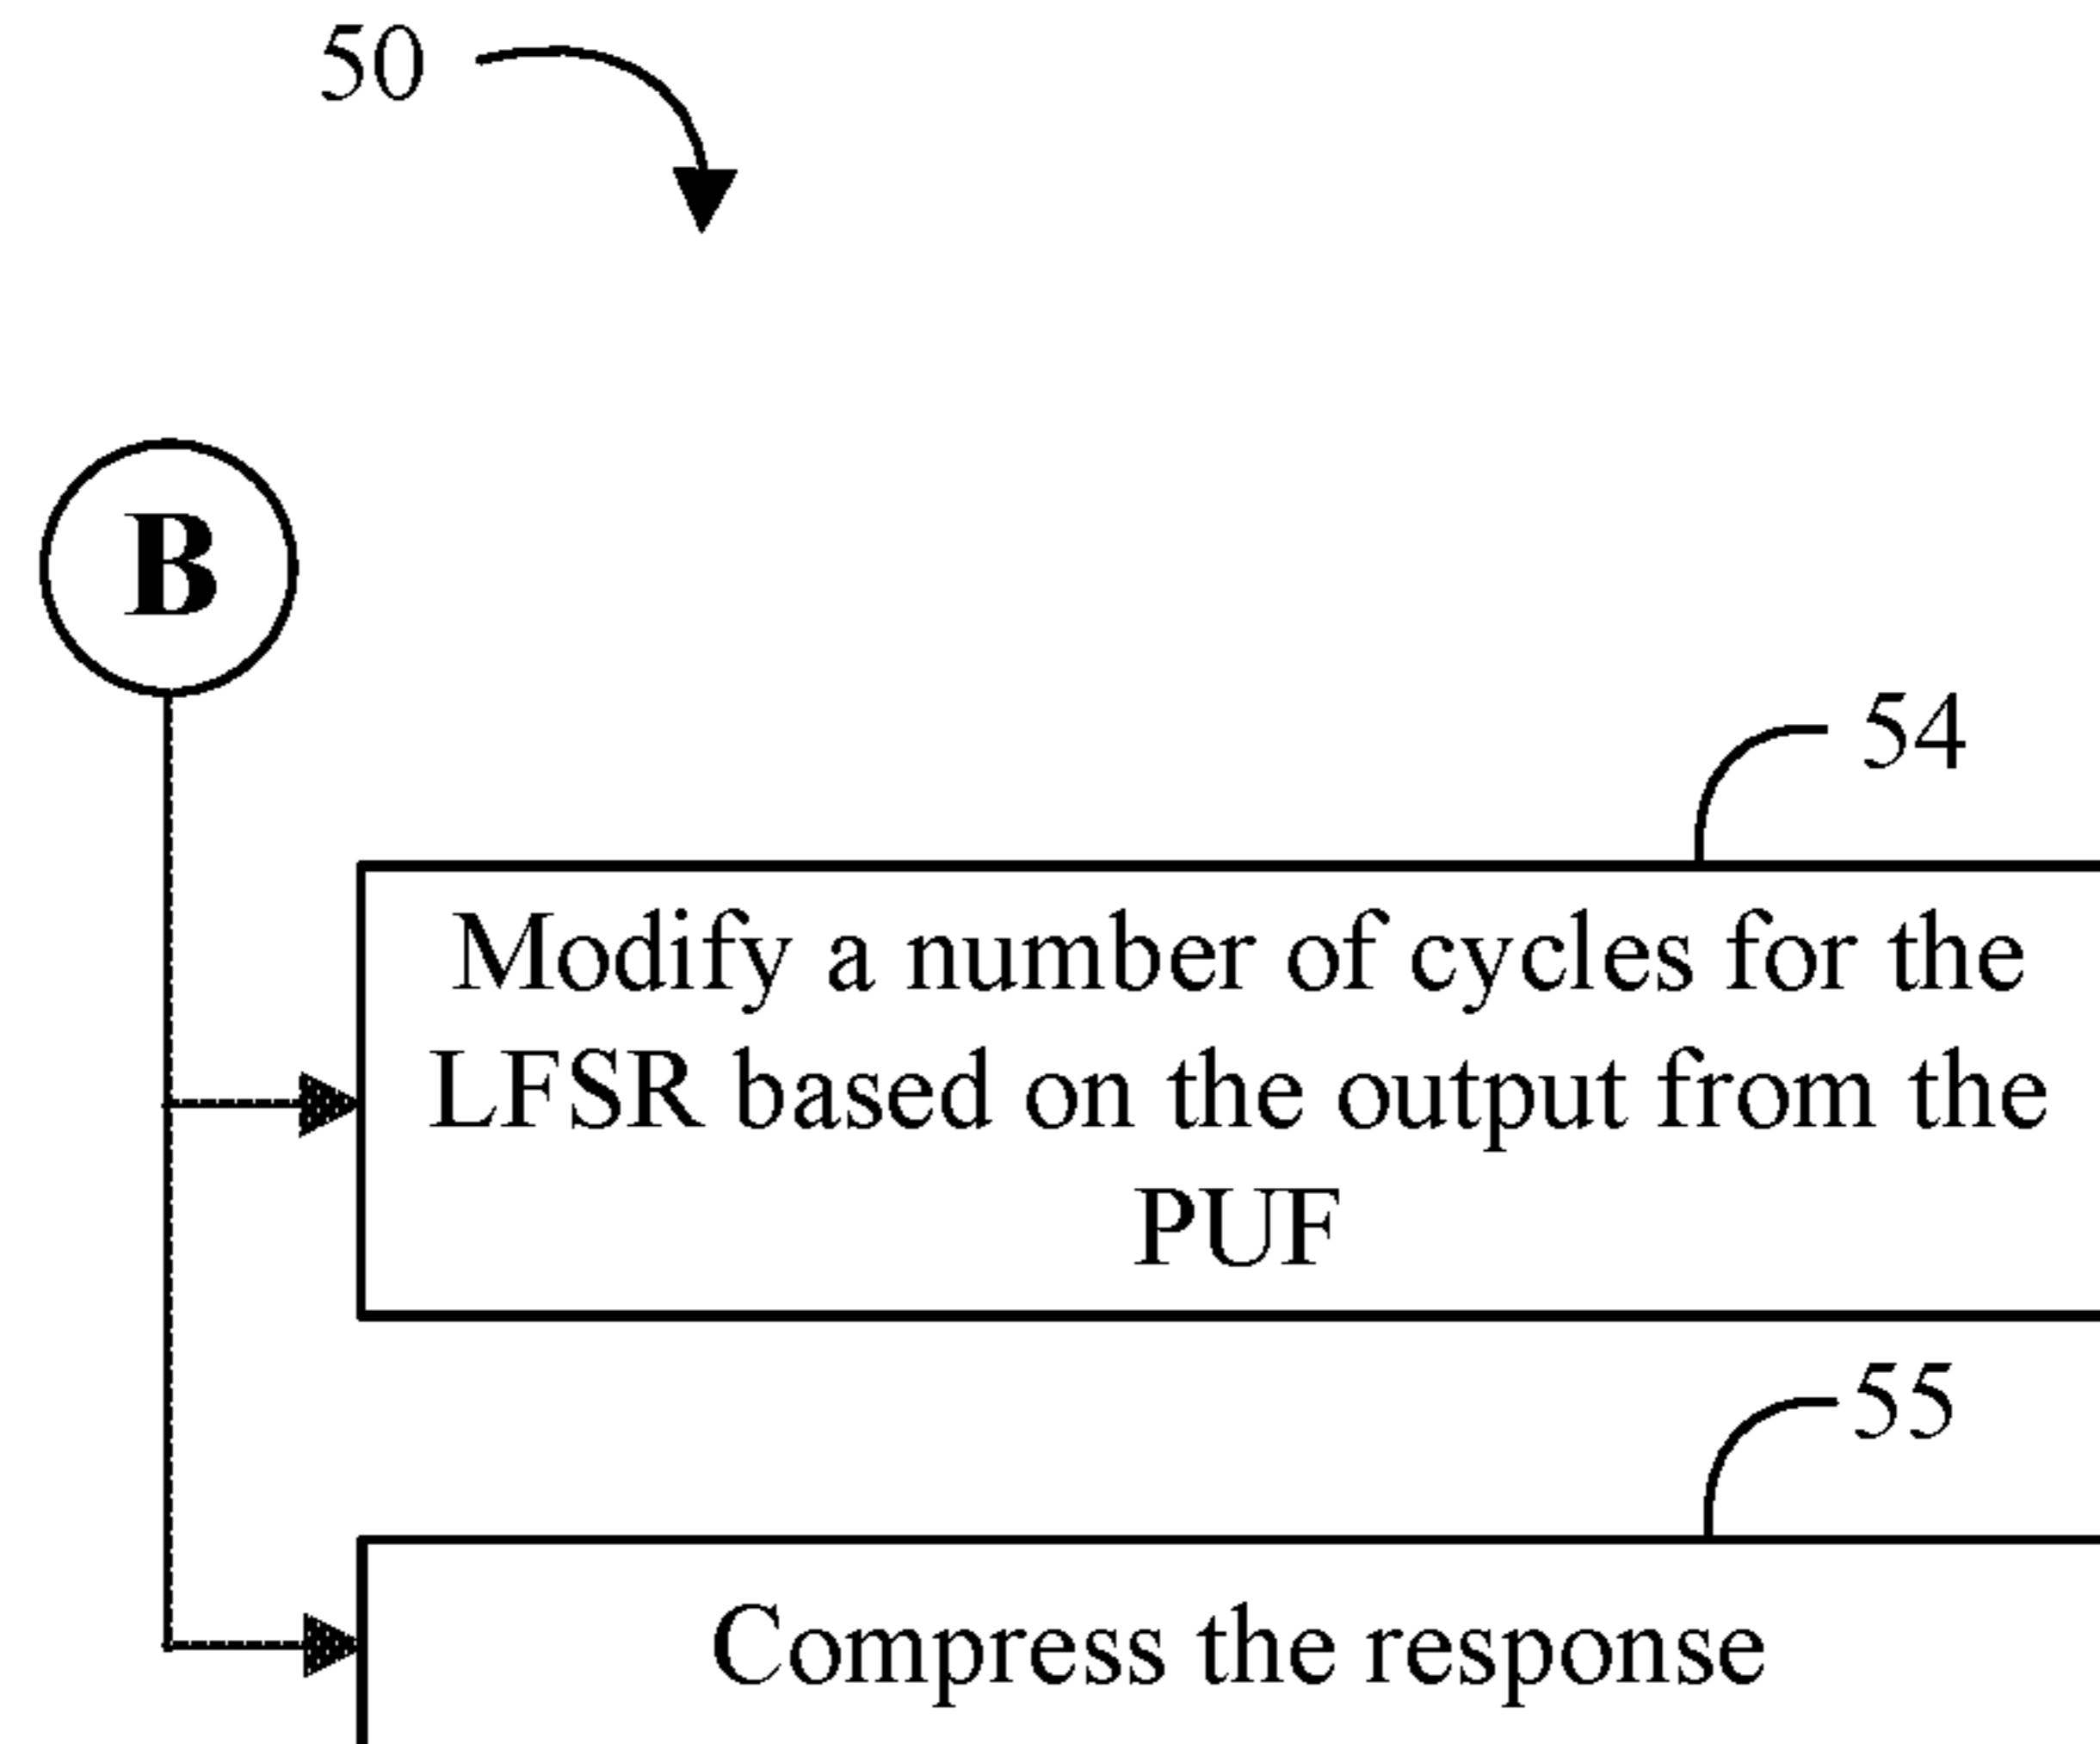 50
B
54
Modify a number of cycles for the
LFSR based on the output from the
PUF
55
Compress the response